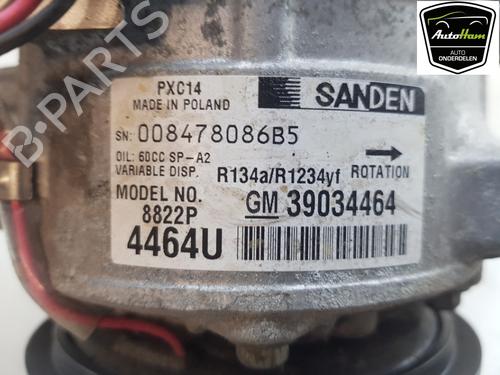 AutoHam
AUTO
ONDERDELEN
PXC14
MADE IN POLAND
SANDEN
SN: 008478086B5
OIL: 60CC SP-A2
VARIABLE DISP. R134a/R1234yf ROTATION
MODEL NO.
8822P
GM 39034464
4464U